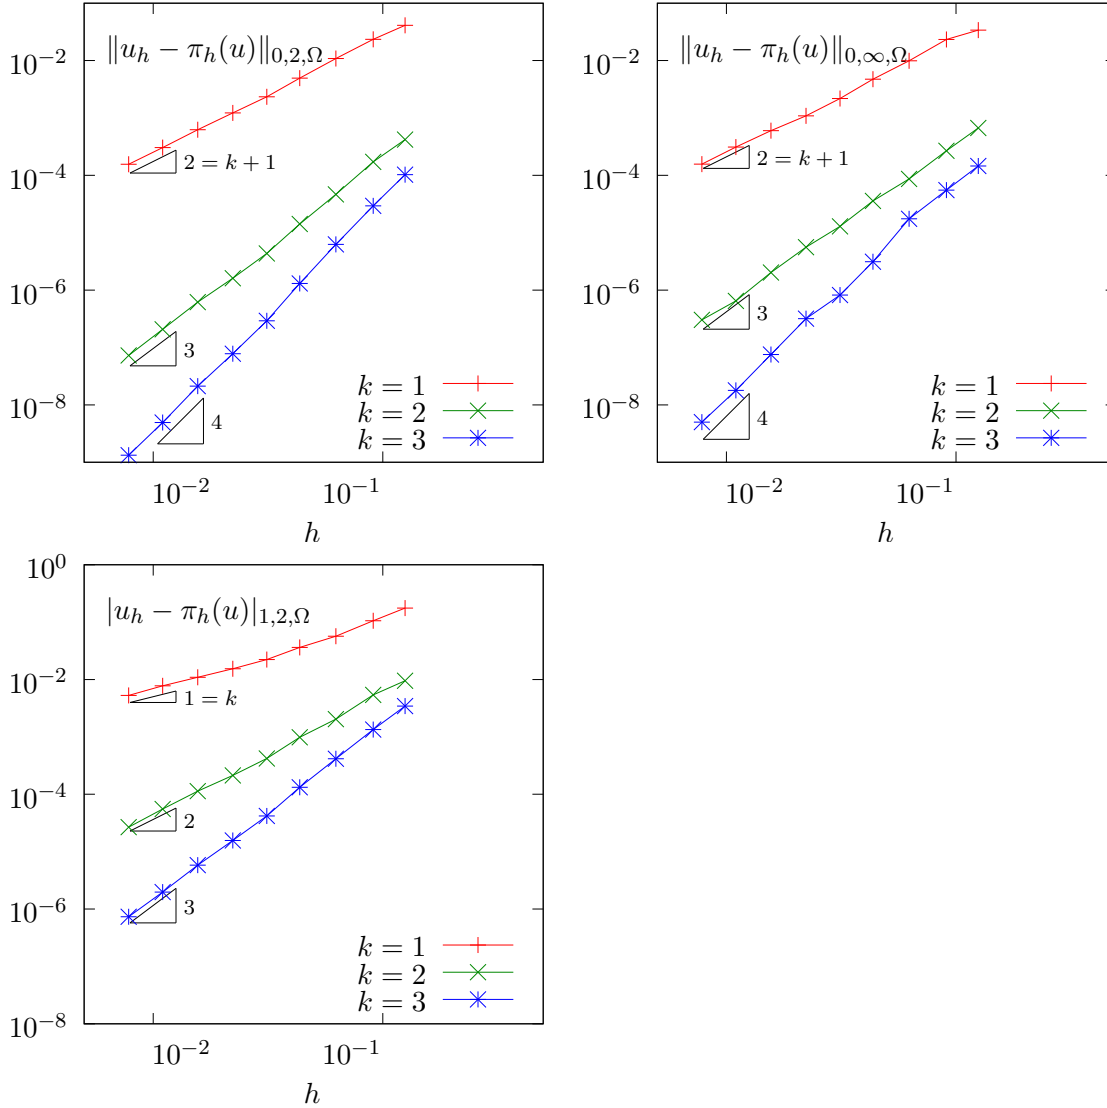 ‖u_h − π_h(u)‖_{0,2,Ω}
10^{-2}
2 = k + 1
10^{-4}
10^{-6}
3
10^{-8}
4
k = 1
k = 2
k = 3
10^{-2}
10^{-1}
h
‖u_h − π_h(u)‖_{0,∞,Ω}
10^{-2}
2 = k + 1
10^{-4}
10^{-6}
3
10^{-8}
4
k = 1
k = 2
k = 3
10^{-2}
10^{-1}
h
10^{0}
|u_h − π_h(u)|_{1,2,Ω}
10^{-2}
1 = k
10^{-4}
2
10^{-6}
3
k = 1
k = 2
k = 3
10^{-8}
10^{-2}
10^{-1}
h